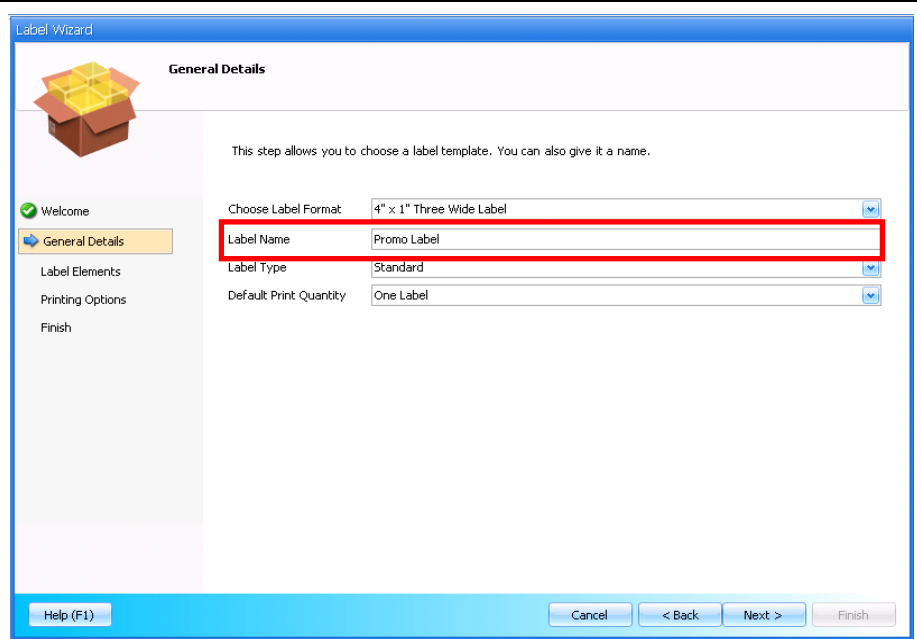 Label Wizard
General Details
This step allows you to choose a label template. You can also give it a name.
Welcome
General Details
Label Elements
Printing Options
Finish
Choose Label Format 4" x 1" Three Wide Label
Label Name Promo Label
Label Type Standard
Default Print Quantity One Label
Help (F1) Cancel < Back Next > Finish